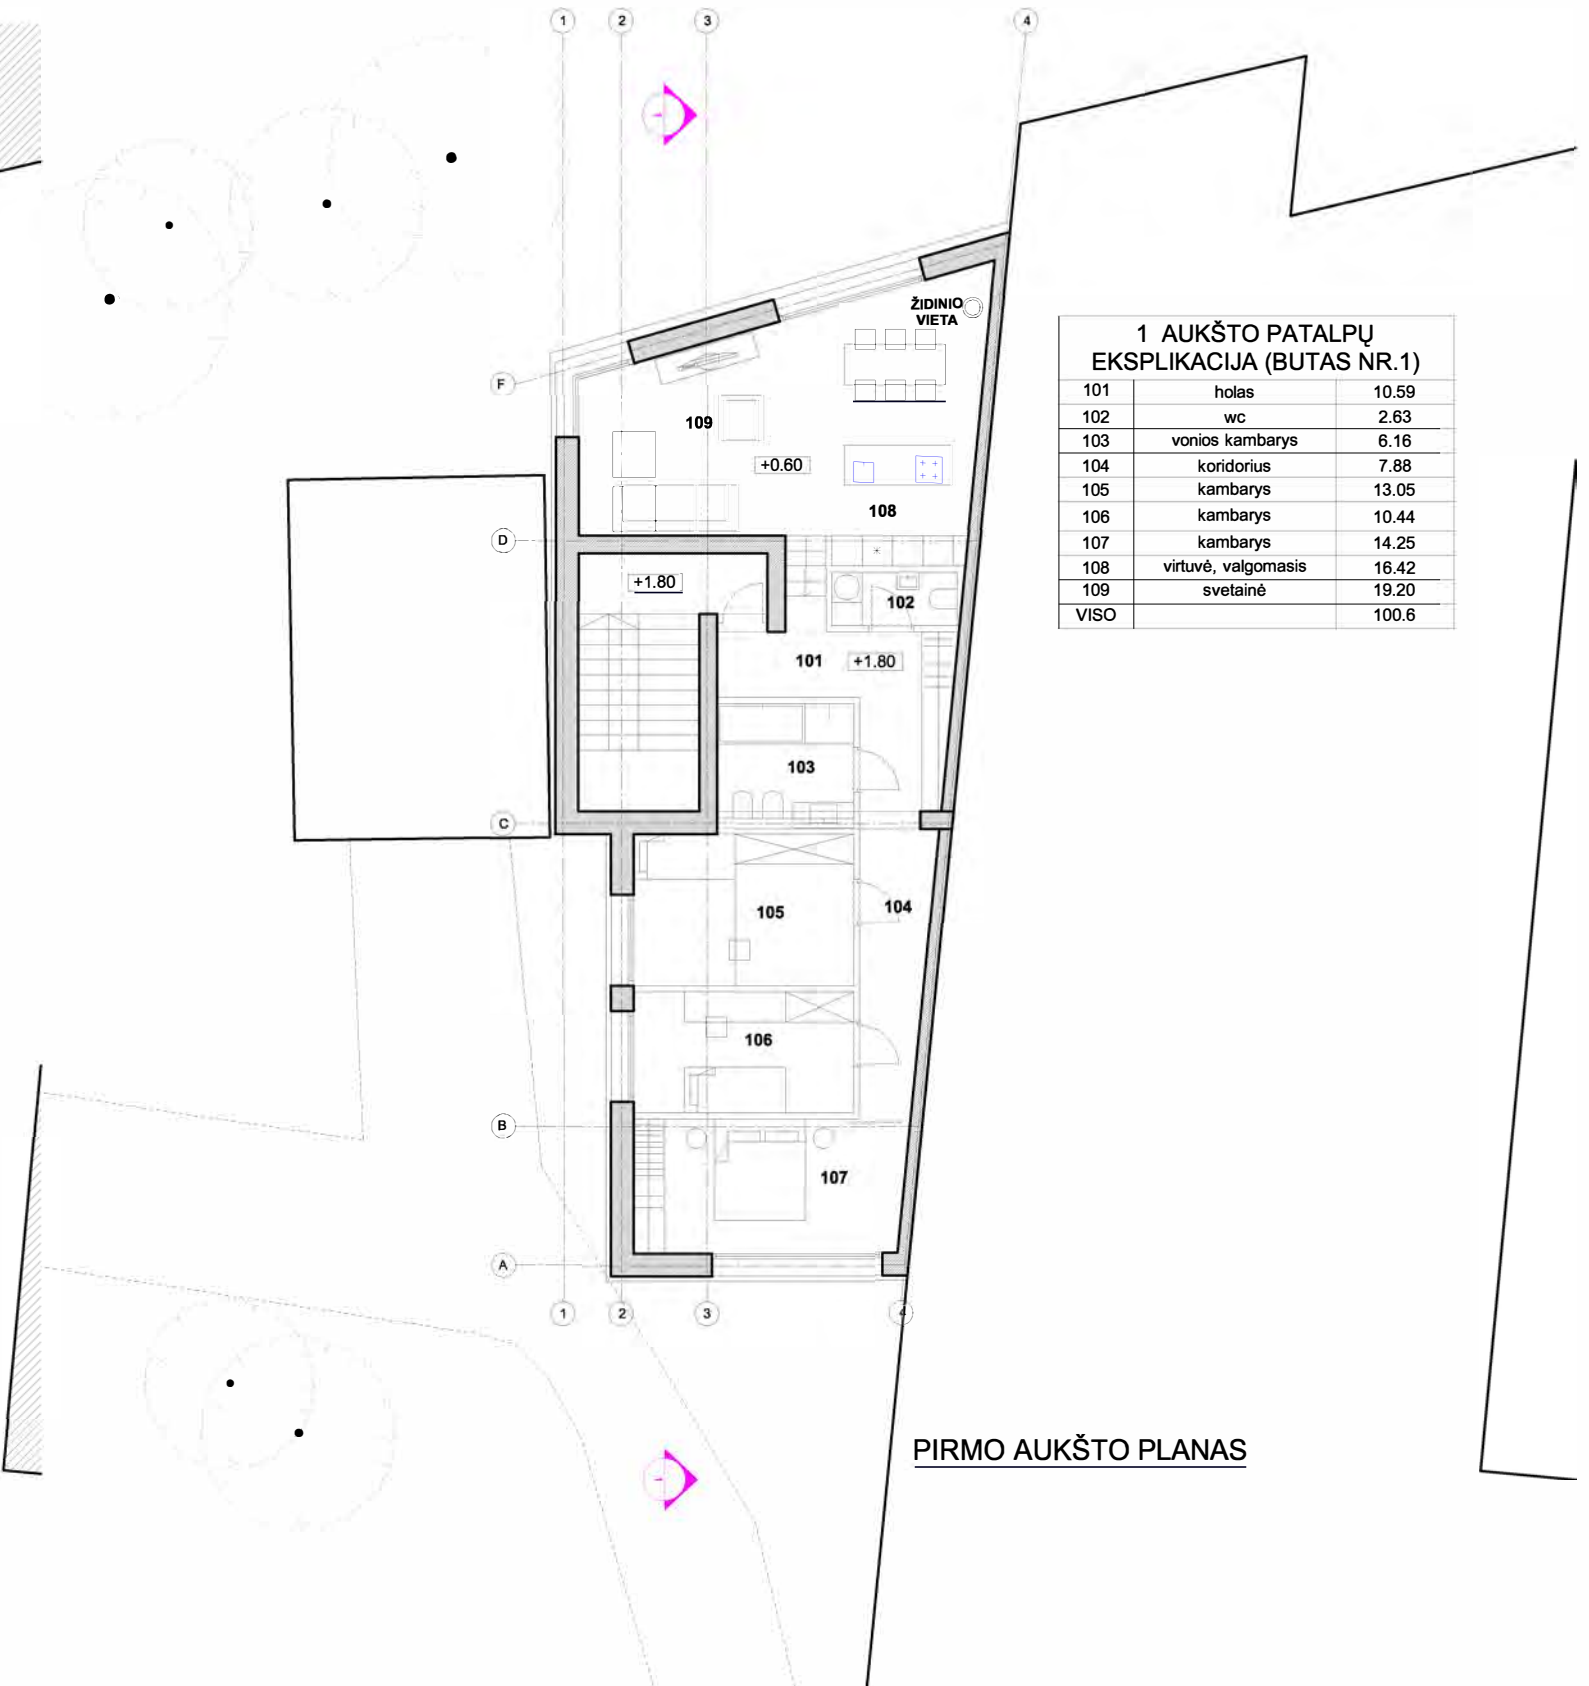 1 2 3 4
ŽIDINIO
VIETA
1 AUKŠTO PATALPŲ
EKSPLIKACIJA (BUTAS NR.1)
101 holas 10.59
102 wc 2.63
103 vonios kambarys 6.16
104 koridorius 7.88
105 kambarys 13.05
106 kambarys 10.44
107 kambarys 14.25
108 virtuvė, valgomasis 16.42
109 svetainė 19.20
VISO 100.6
F
109
+0.60
108
D
+1.80
102
101 +1.80
103
C
105 104
106
B
107
A
1 2 3 4
PIRMO AUKŠTO PLANAS